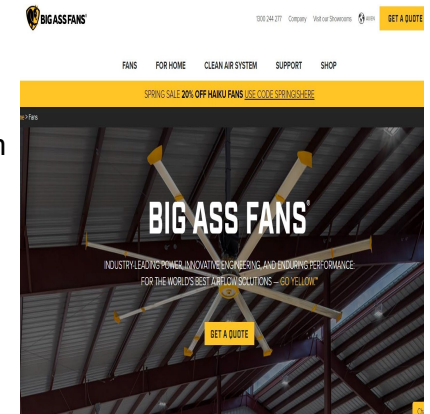 BIG ASS FANS®
1300 244 277 Company Visit our Showrooms GET A QUOTE
FANS FOR HOME CLEAN AIR SYSTEM SUPPORT SHOP
SPRING SALE 20% OFF HAIKU FANS USE CODE SPRINGISHERE
> Fans
n
BIG ASS FANS®
INDUSTRY-LEADING POWER, INNOVATIVE ENGINEERING, AND ENDURING PERFORMANCE:
FOR THE WORLD'S BEST AIRFLOW SOLUTIONS — GO YELLOW.™
GET A QUOTE